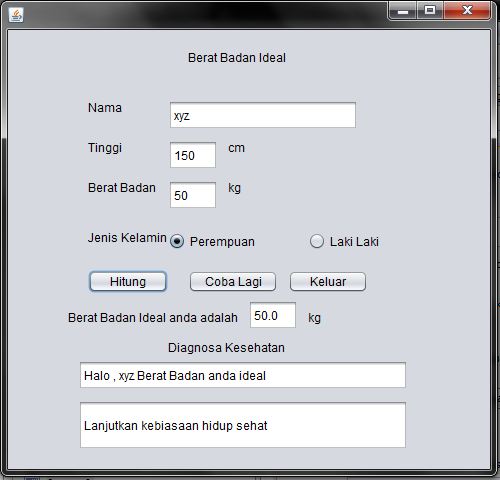 Berat Badan Ideal
Nama xyz
Tinggi 150 cm
Berat Badan 50 kg
Jenis Kelamin Perempuan Laki Laki
Hitung Coba Lagi Keluar
Berat Badan Ideal anda adalah 50.0 kg
Diagnosa Kesehatan
Halo , xyz Berat Badan anda ideal
Lanjutkan kebiasaan hidup sehat